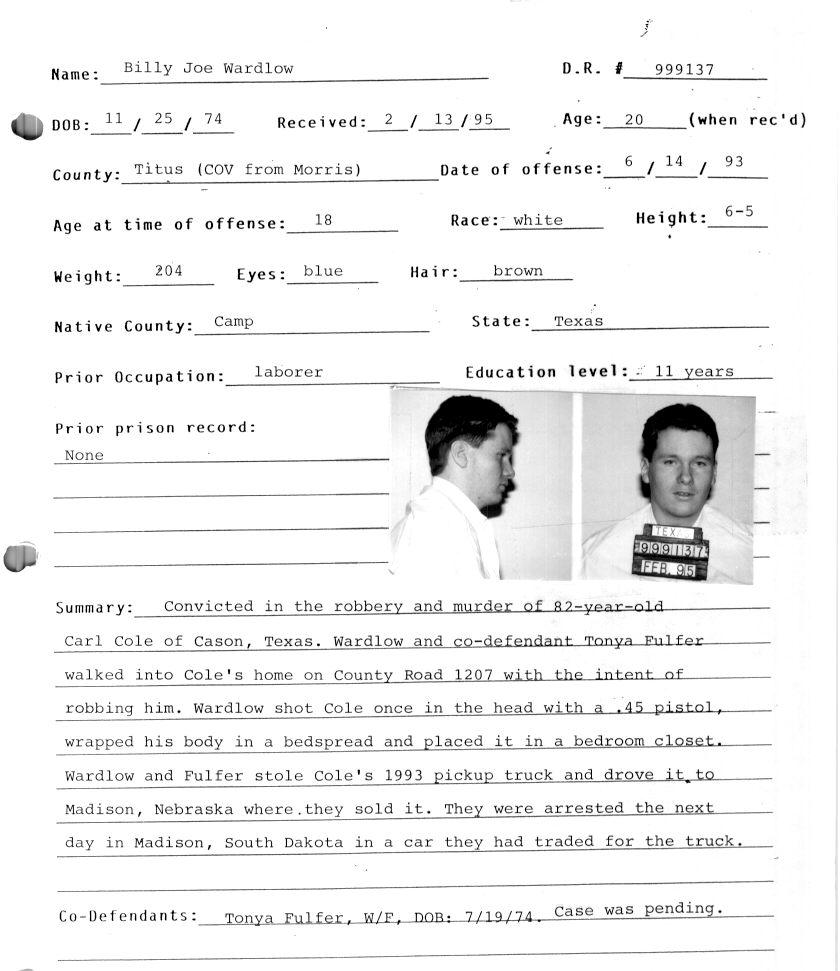 Name: Billy Joe Wardlow D.R. # 999137
DOB: 11 / 25 / 74 Received: 2 / 13 / 95 Age: 20 (when rec'd)
County: Titus (COV from Morris) Date of offense: 6 / 14 / 93
Age at time of offense: 18 Race: white Height: 6-5
Weight: 204 Eyes: blue Hair: brown
Native County: Camp State: Texas
Prior Occupation: laborer Education level: 11 years
Prior prison record:
None
TEX
999137
FEB. 95
Summary: Convicted in the robbery and murder of 82-year-old
Carl Cole of Cason, Texas. Wardlow and co-defendant Tonya Fulfer
walked into Cole's home on County Road 1207 with the intent of
robbing him. Wardlow shot Cole once in the head with a .45 pistol,
wrapped his body in a bedspread and placed it in a bedroom closet.
Wardlow and Fulfer stole Cole's 1993 pickup truck and drove it to
Madison, Nebraska where they sold it. They were arrested the next
day in Madison, South Dakota in a car they had traded for the truck.
Co-Defendants: Tonya Fulfer, W/F, DOB: 7/19/74. Case was pending.